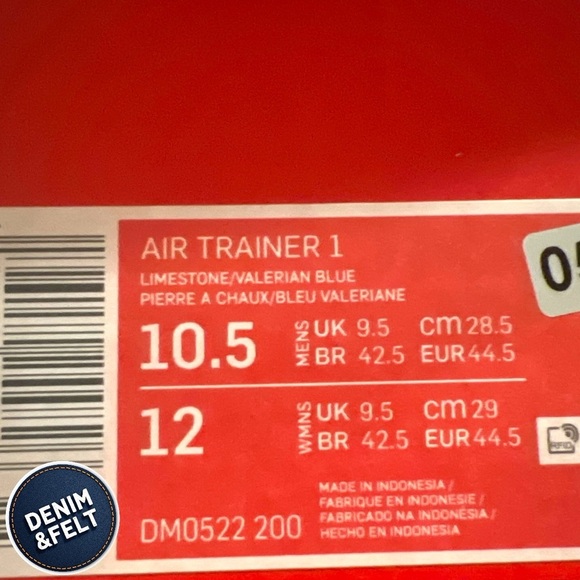 AIR TRAINER 1
LIMESTONE/VALERIAN BLUE
PIERRE A CHAUX/BLEU VALERIANE
10.5 MENS UK 9.5 CM 28.5
BR 42.5 EUR 44.5
12 WMNS UK 9.5 CM 29
BR 42.5 EUR 44.5
MADE IN INDONESIA /
FABRIQUE EN INDONESIE /
FABRICADO NA INDONÉSIA /
HECHO EN INDONESIA
DM0522 200
RFID
DENIM
&FELT